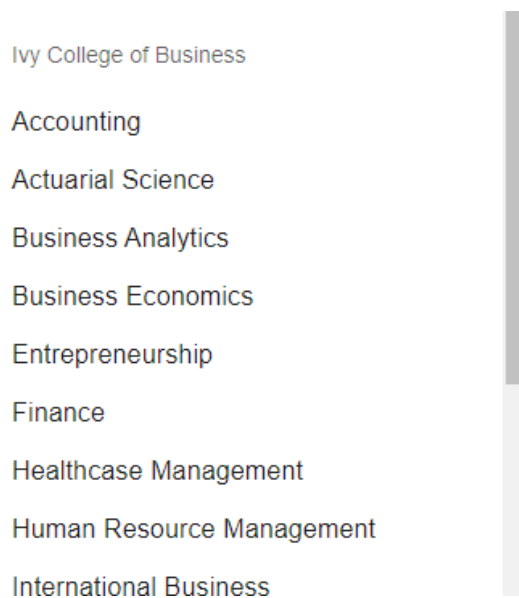 Ivy College of Business
Accounting
Actuarial Science
Business Analytics
Business Economics
Entrepreneurship
Finance
Healthcase Management
Human Resource Management
International Business